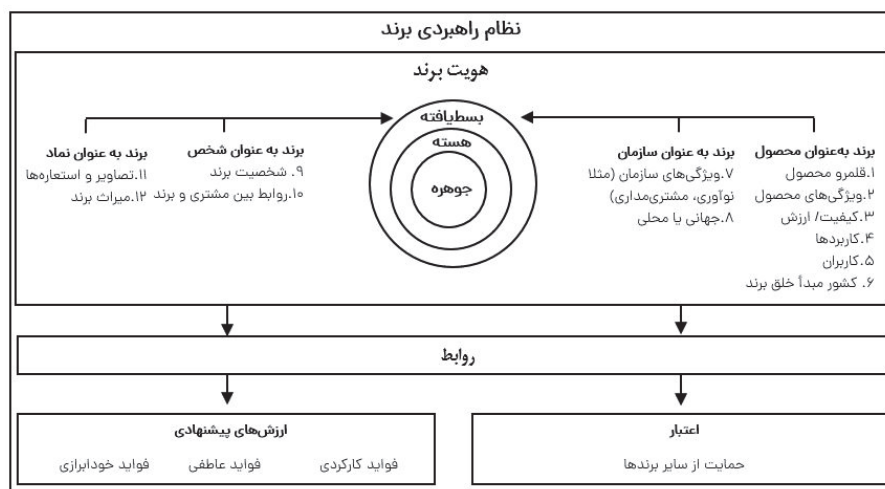 نظام راهبردی برند
هویت برند
بسط‌یافته
هسته
جوهره
برند به‌عنوان محصول
۱.قلمرو محصول
۲.ویژگی‌های محصول
۳.کیفیت/ ارزش
۴.کاربردها
۵.کاربران
۶. کشور مبدأ خلق برند
برند به عنوان سازمان
۷.ویژگی‌های سازمان (مثلا
نوآوری، مشتری‌مداری)
۸.جهانی یا محلی
برند به عنوان شخص
۹. شخصیت برند
۱۰.روابط بین مشتری و برند
برند به عنوان نماد
۱۱.تصاویر و استعاره‌ها
۱۲.میراث برند
روابط
اعتبار
حمایت از سایر برندها
ارزش‌های پیشنهادی
فواید کارکردی فواید عاطفی فواید خودابرازی